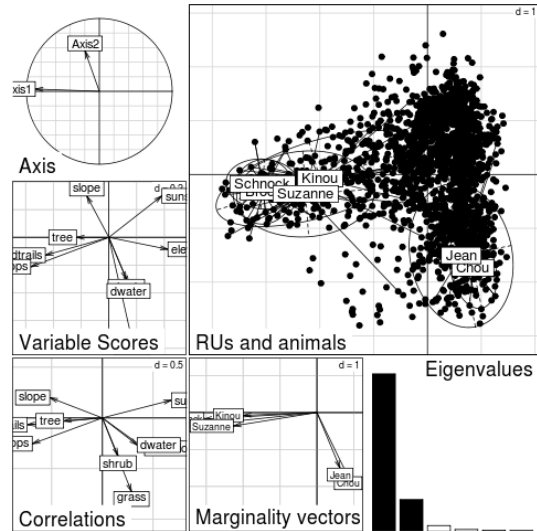 d = 1
Axis2
xis1
Axis
Schnock
Kinou
Suzanne
Jean
Chou
RUs and animals
slope
suns
tree
ele
dtrails
ops
dwater
Variable Scores
d = 0.5
slope
su
tree
ils
ops
dwater
shrub
grass
Correlations
d = 1
Kinou
Suzanne
Jean
Chou
Marginality vectors
Eigenvalues